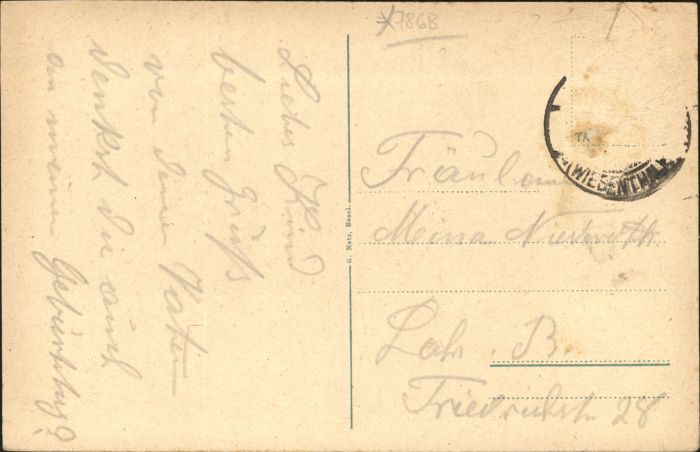 *7868
Liebes Kind
besten Gruß
von deinem Vater
denkst du auch
an meinen Geburtstag?
G. Metz, Basel.
(WIESENTHAL)
Fräulein
Mina
Lahr. B.
Friedrichstr. 28